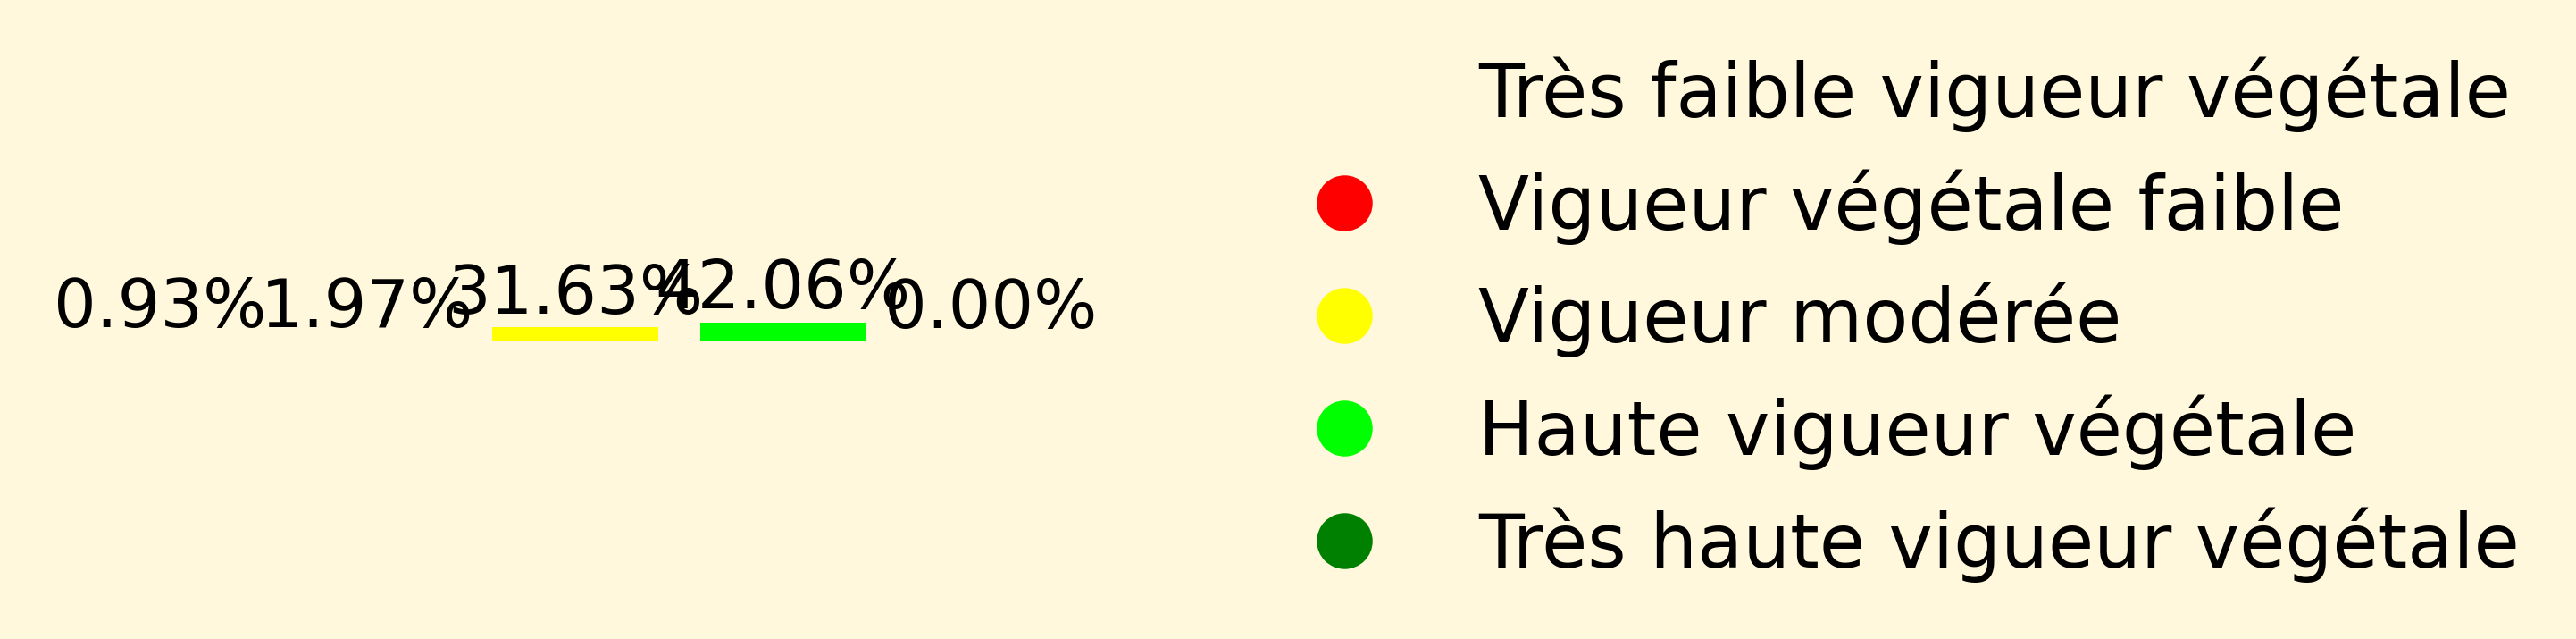 0.93% 1.97% 31.63% 42.06% 0.00%
Très faible vigueur végétale
Vigueur végétale faible
Vigueur modérée
Haute vigueur végétale
Très haute vigueur végétale